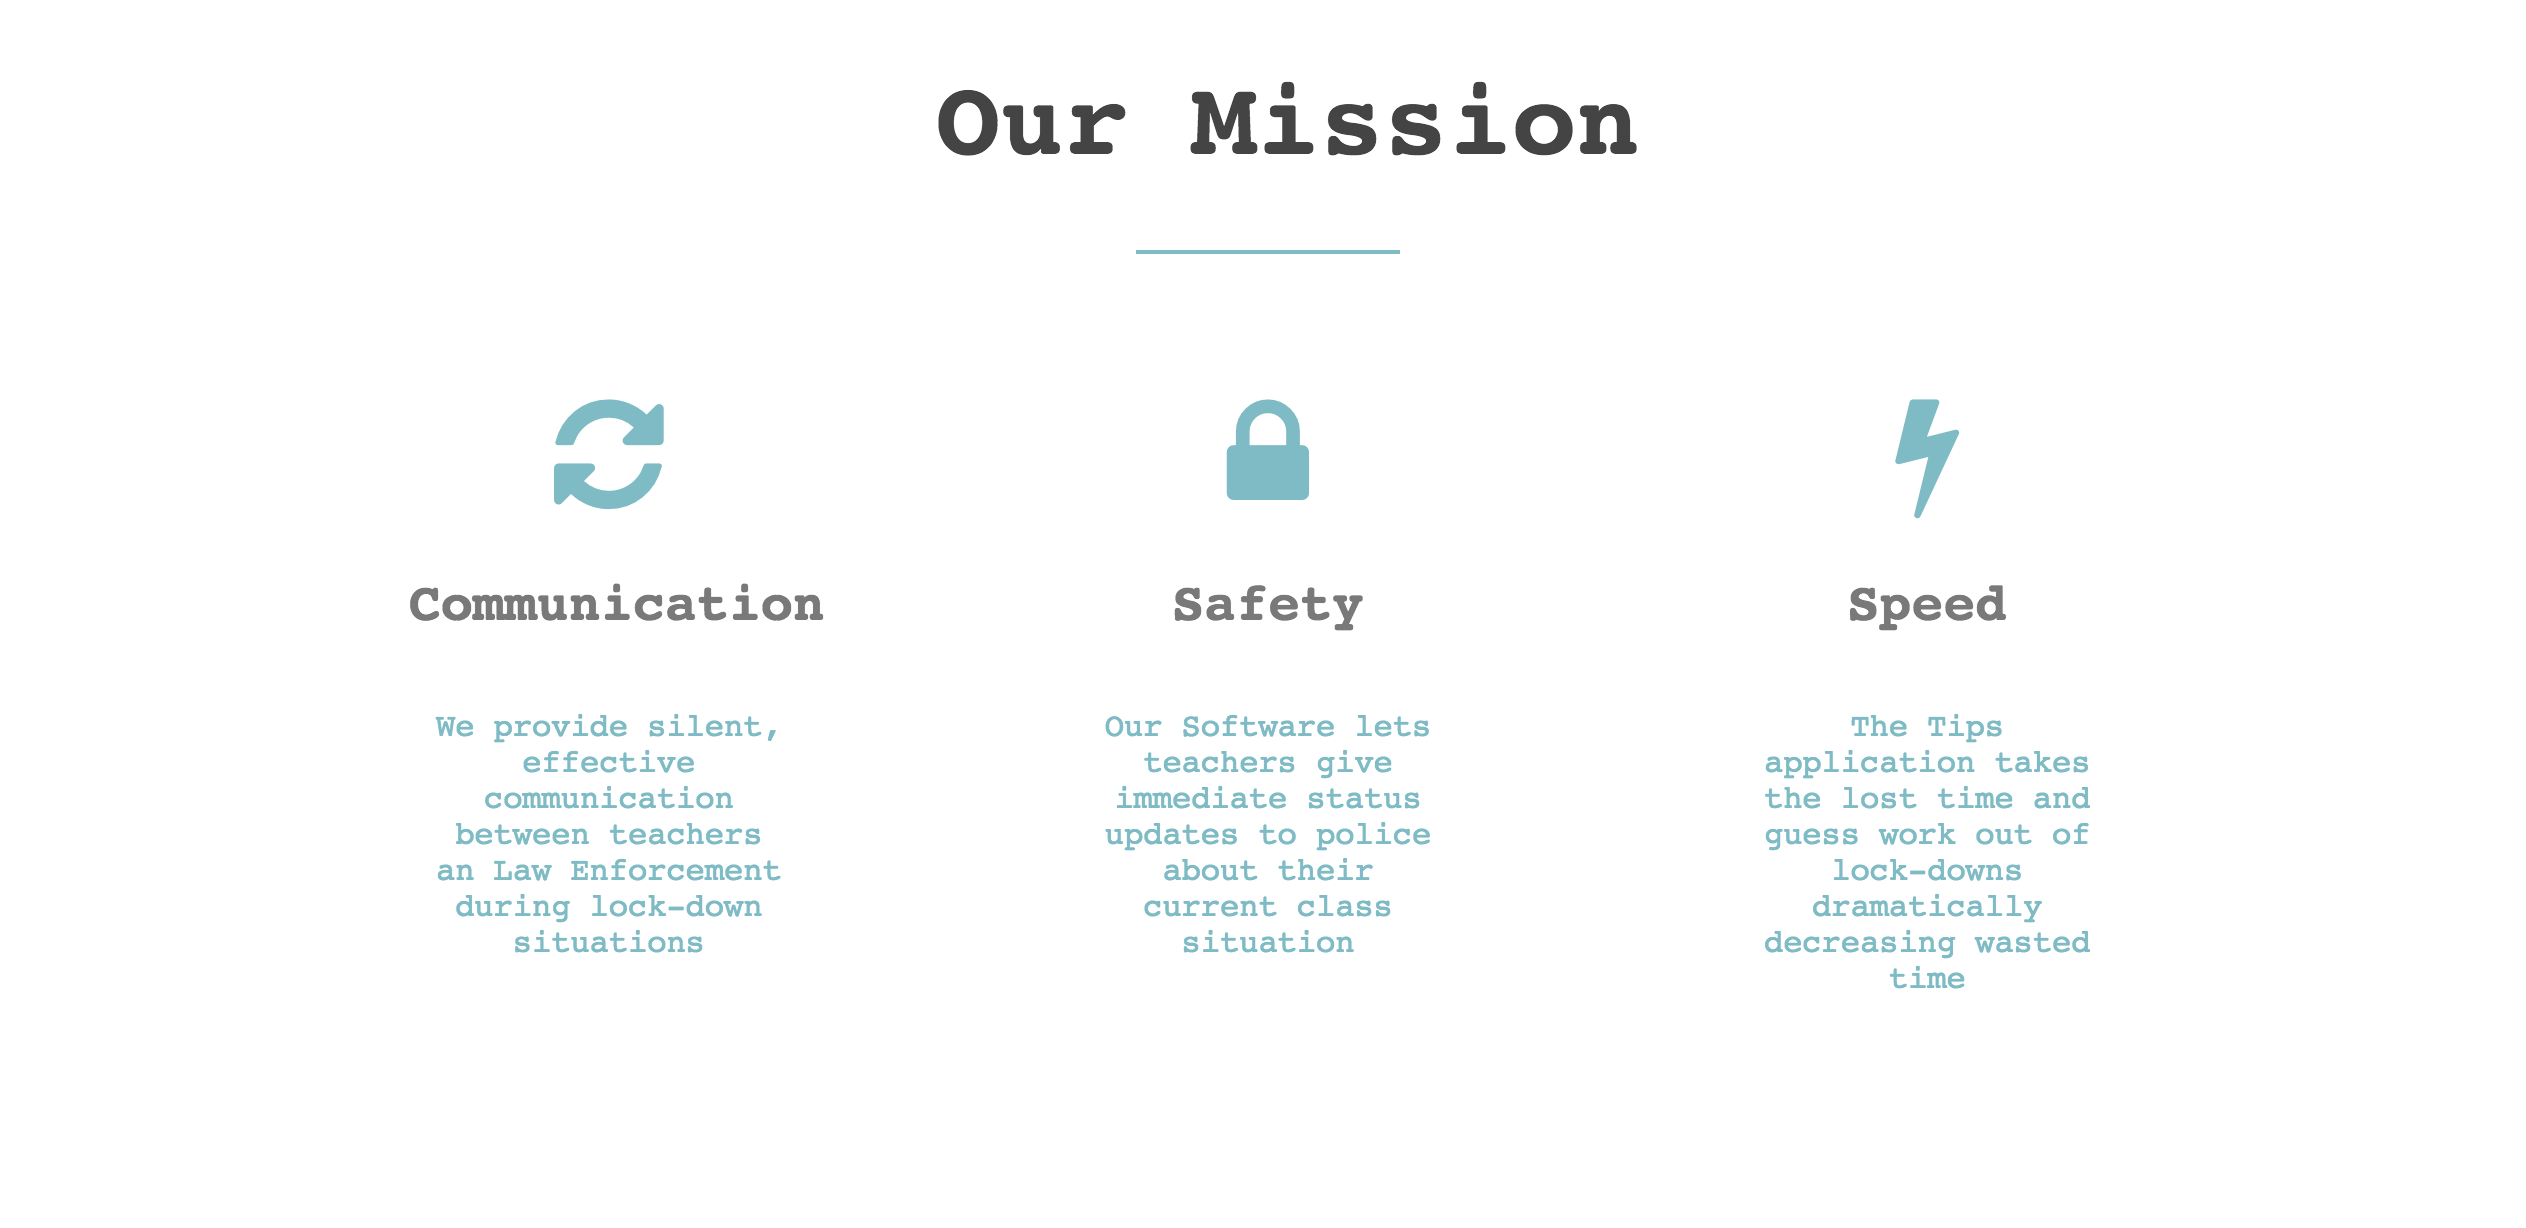 Our Mission
Communication
We provide silent,
effective
communication
between teachers
an Law Enforcement
during lock-down
situations
Safety
Our Software lets
teachers give
immediate status
updates to police
about their
current class
situation
Speed
The Tips
application takes
the lost time and
guess work out of
lock-downs
dramatically
decreasing wasted
time